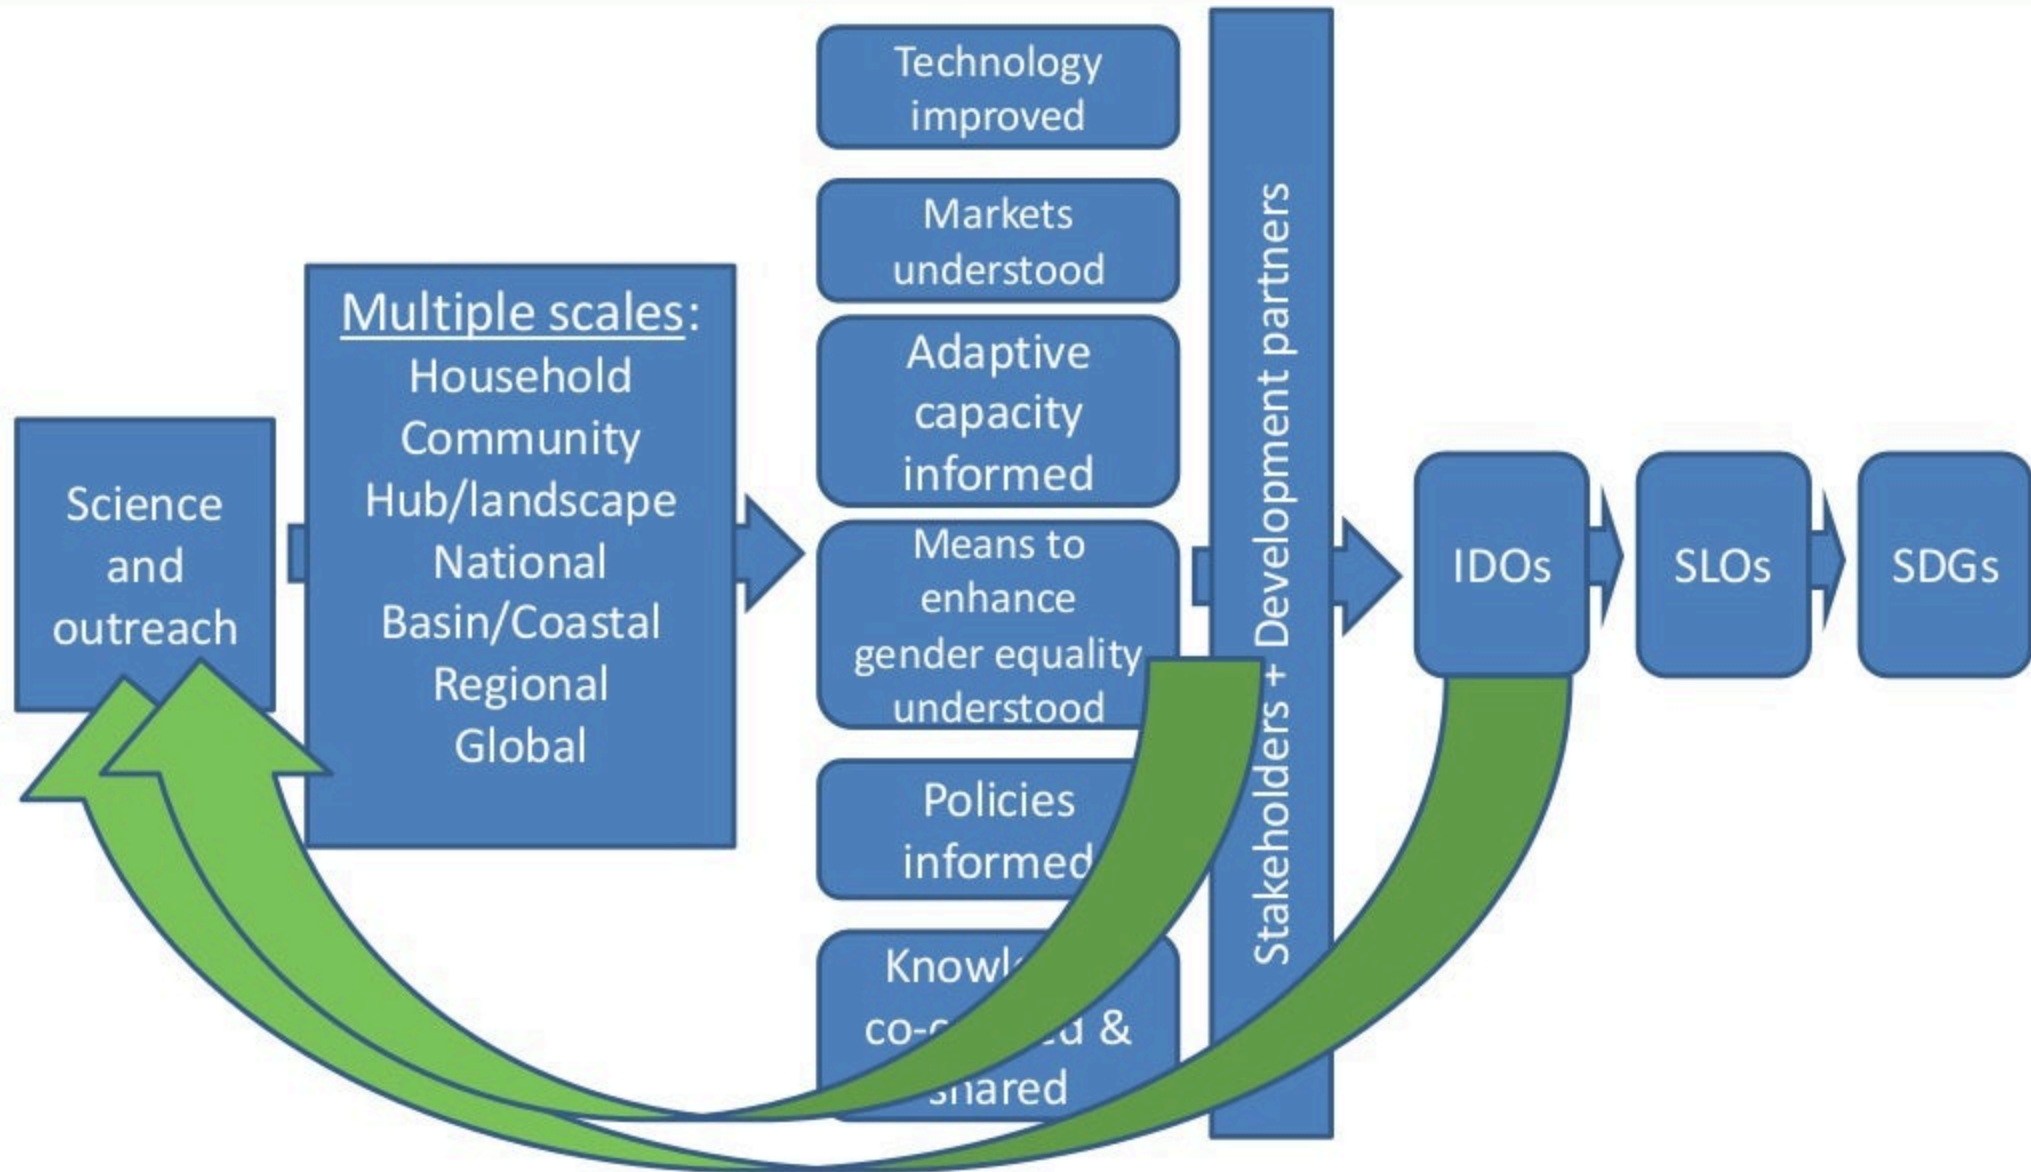 Science
and
outreach
Multiple scales:
Household
Community
Hub/landscape
National
Basin/Coastal
Regional
Global
Technology
improved
Markets
understood
Adaptive
capacity
informed
Means to
enhance
gender equality
understood
Policies
informed
&
shared
Stakeholders + Development partners
IDOs
SLOs
SDGs